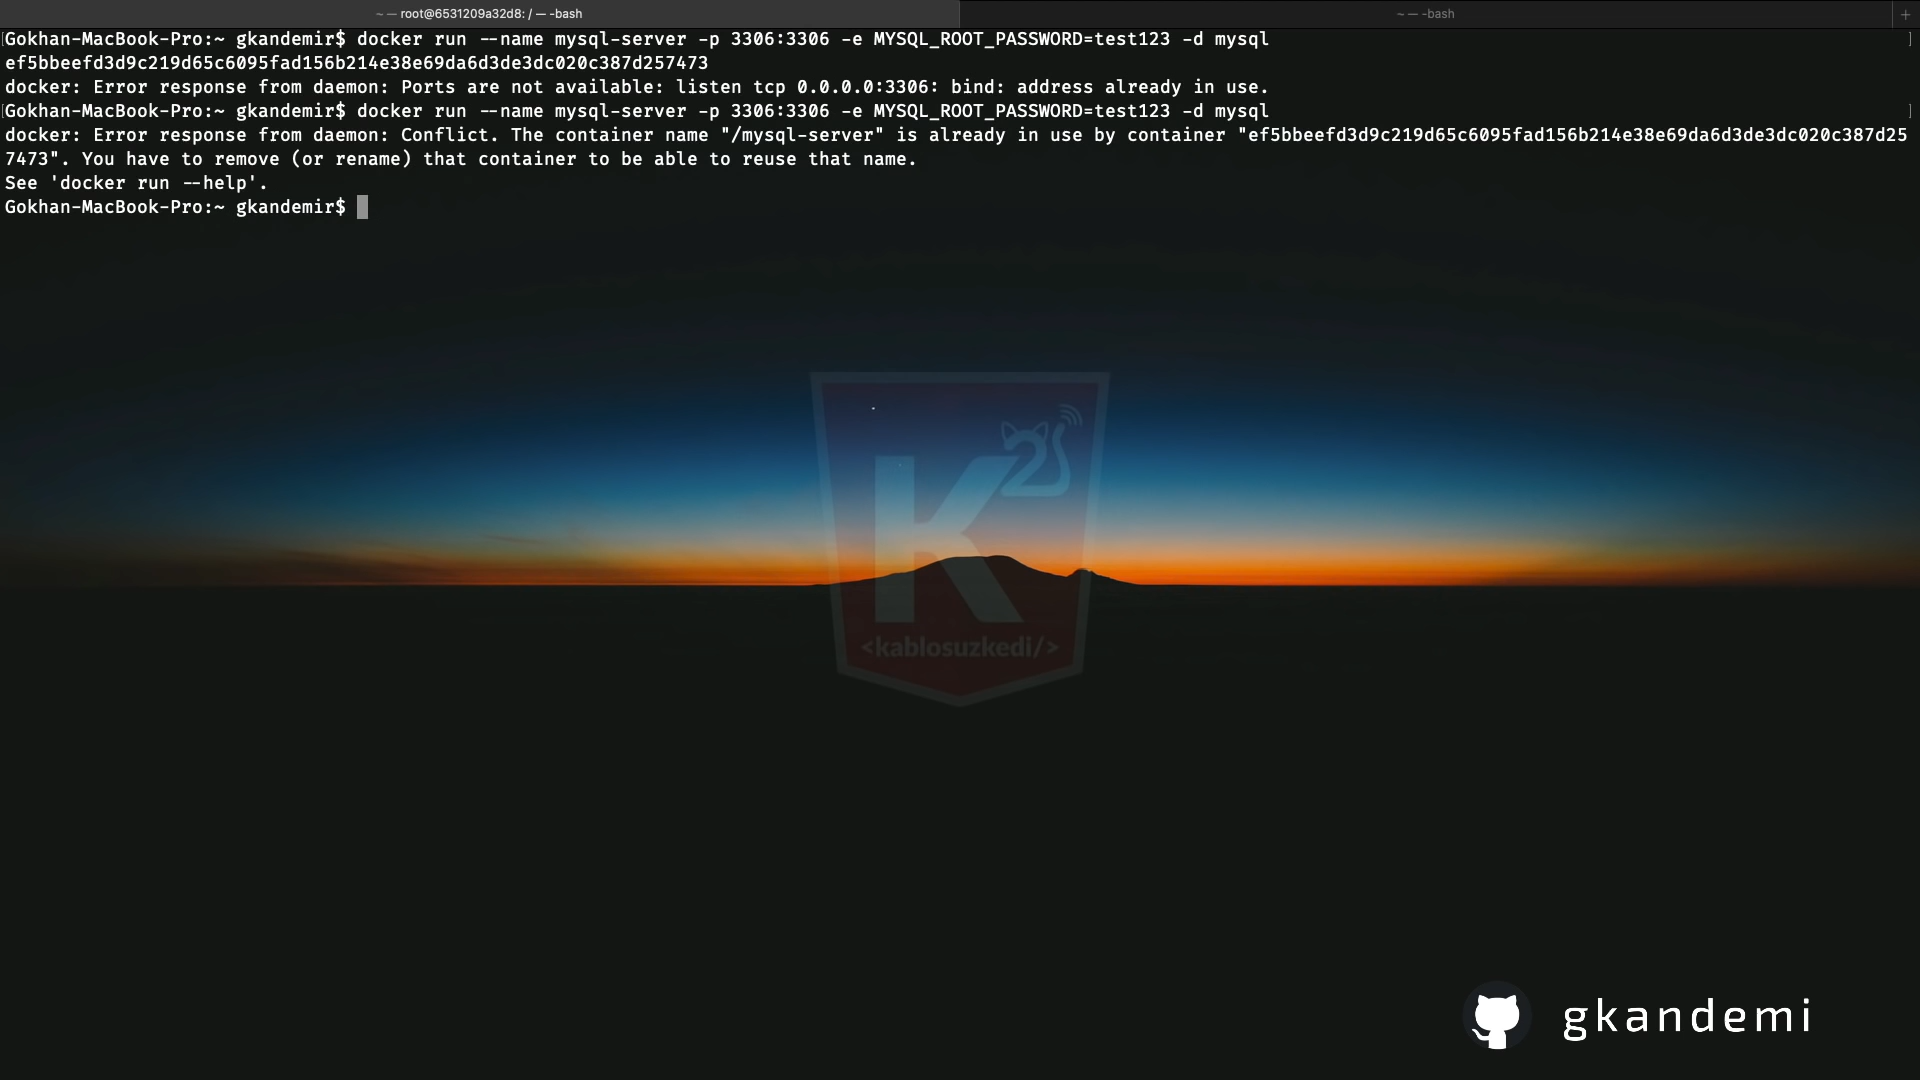 ~ — root@6531209a32d8: / — -bash
~ — -bash
Gokhan-MacBook-Pro:~ gkandemir$ docker run --name mysql-server -p 3306:3306 -e MYSQL_ROOT_PASSWORD=test123 -d mysql
ef5bbeefd3d9c219d65c6095fad156b214e38e69da6d3de3dc020c387d257473
docker: Error response from daemon: Ports are not available: listen tcp 0.0.0.0:3306: bind: address already in use.
Gokhan-MacBook-Pro:~ gkandemir$ docker run --name mysql-server -p 3306:3306 -e MYSQL_ROOT_PASSWORD=test123 -d mysql
docker: Error response from daemon: Conflict. The container name "/mysql-server" is already in use by container "ef5bbeefd3d9c219d65c6095fad156b214e38e69da6d3de3dc020c387d25
7473". You have to remove (or rename) that container to be able to reuse that name.
See 'docker run --help'.
Gokhan-MacBook-Pro:~ gkandemir$
K2
<kablosuzkedi/>
gkandemi